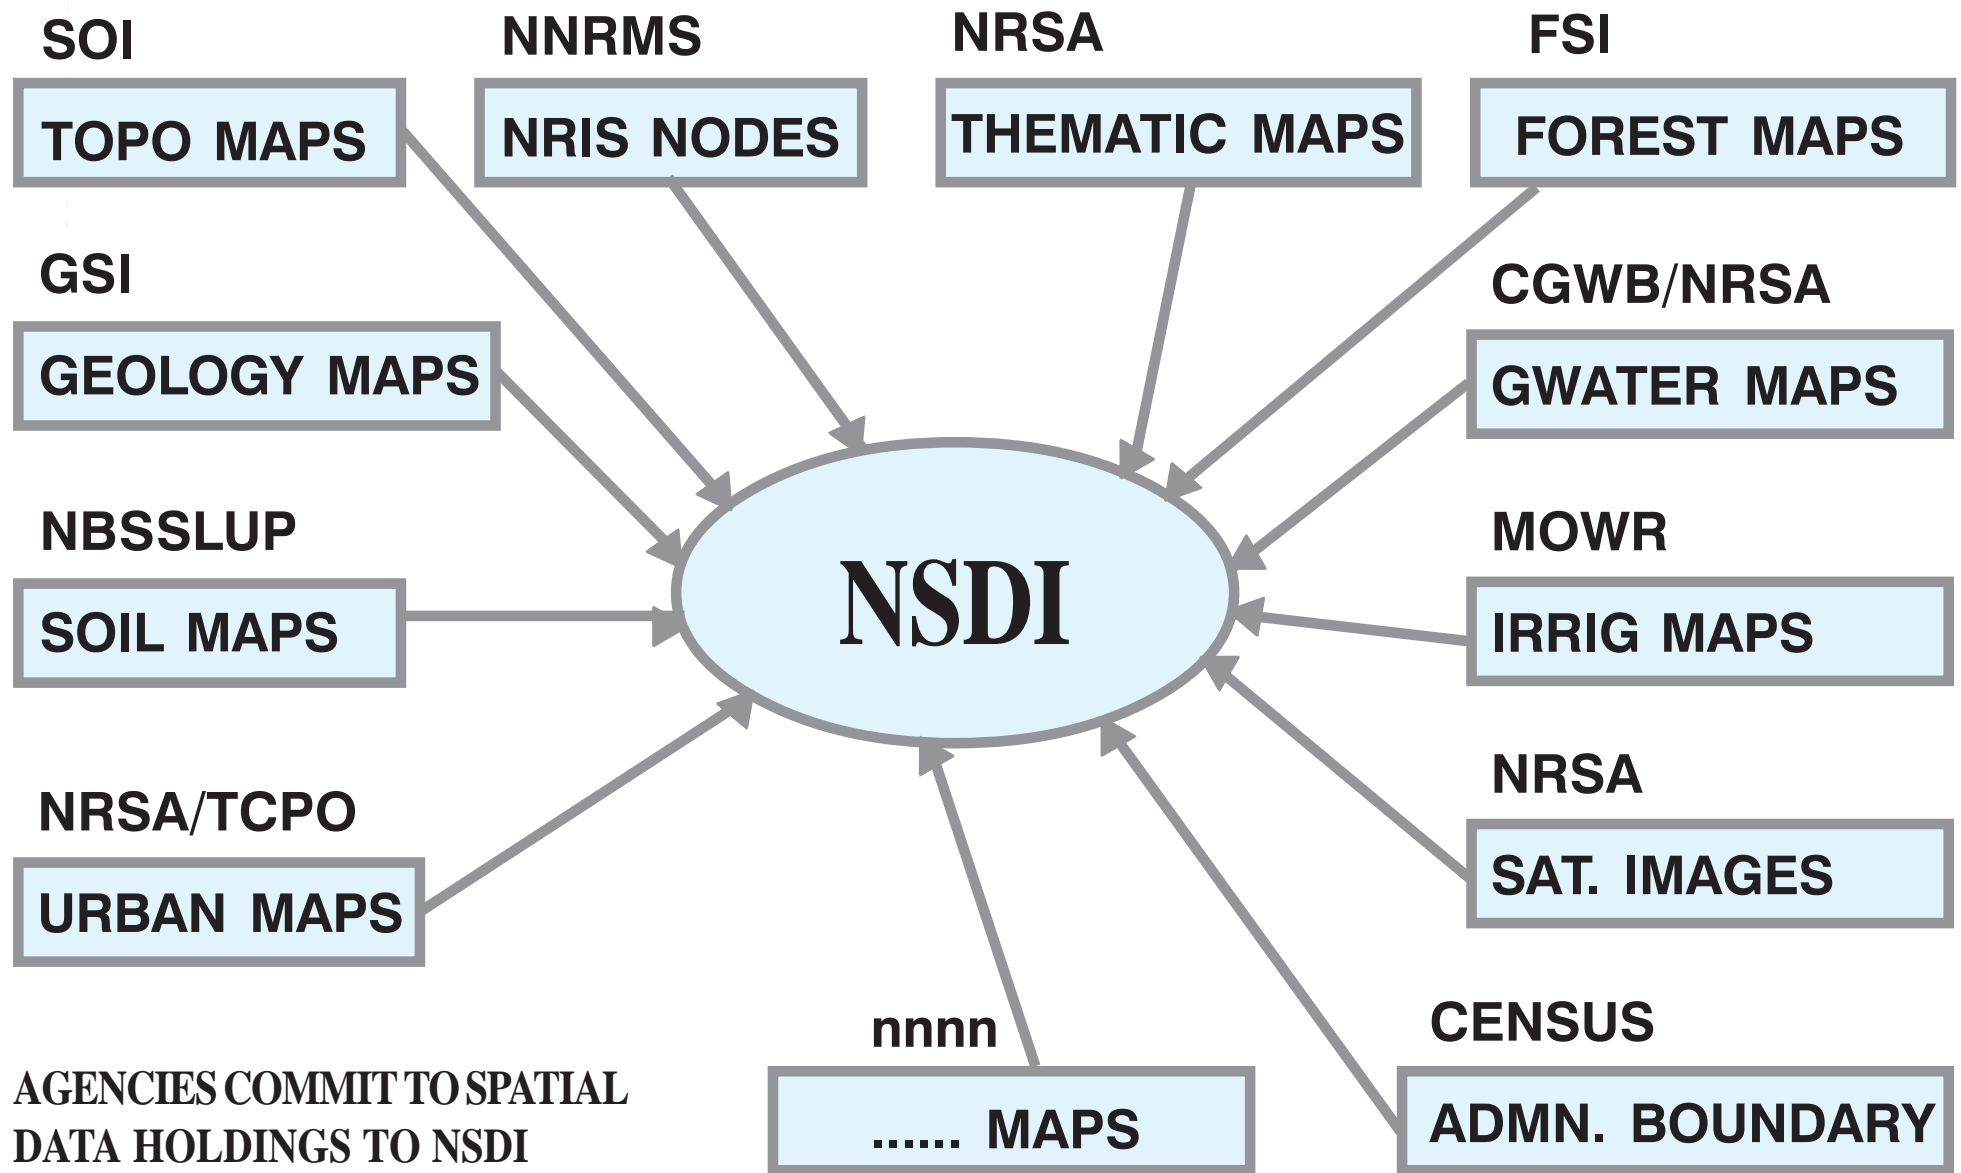 SOI
TOPO MAPS
NNRMS
NRIS NODES
NRSA
THEMATIC MAPS
FSI
FOREST MAPS
GSI
GEOLOGY MAPS
CGWB/NRSA
GWATER MAPS
NBSSLUP
SOIL MAPS
NSDI
MOWR
IRRIG MAPS
NRSA/TCPO
URBAN MAPS
NRSA
SAT. IMAGES
nnnn
...... MAPS
CENSUS
ADMN. BOUNDARY
AGENCIES COMMIT TO SPATIAL
DATA HOLDINGS TO NSDI